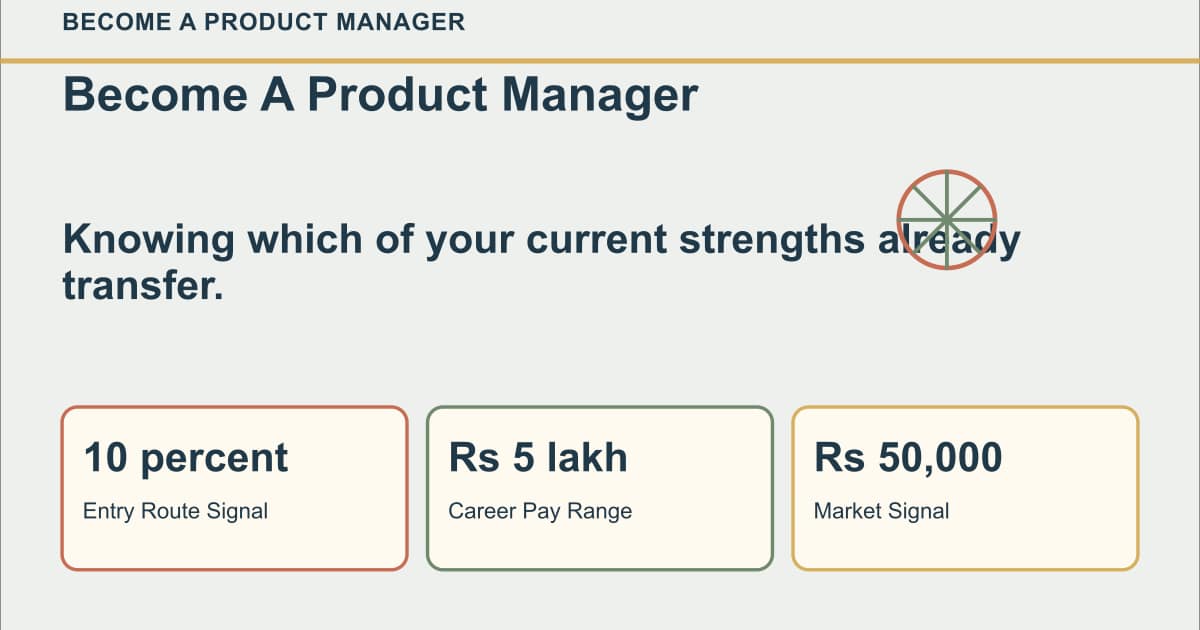 BECOME A PRODUCT MANAGER
Become A Product Manager
Knowing which of your current strengths already
transfer.
10 percent
Entry Route Signal
Rs 5 lakh
Career Pay Range
Rs 50,000
Market Signal